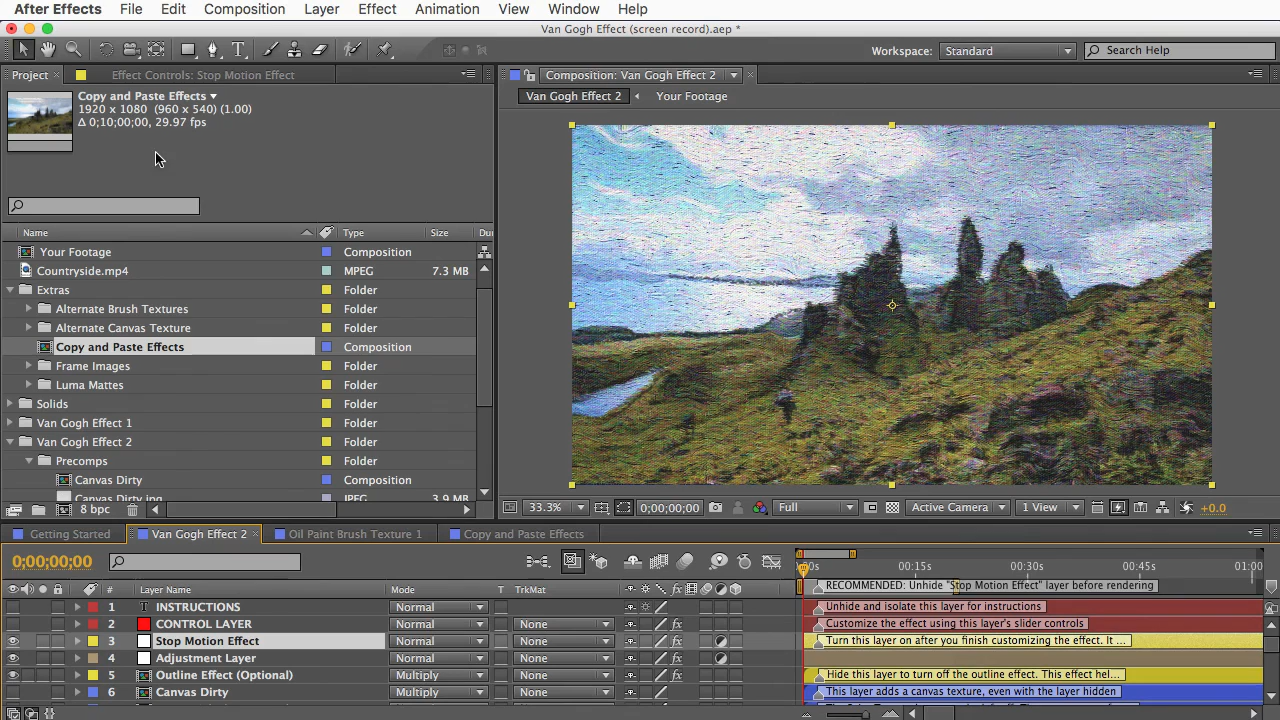 After Effects File Edit Composition Layer Effect Animation View Window Help
Van Gogh Effect (screen record).aep *
Workspace: Standard Search Help
Project × Effect Controls: Stop Motion Effect
Composition: Van Gogh Effect 2
Copy and Paste Effects
1920 x 1080 (960 x 540) (1.00)
Δ 0;10;00;00, 29.97 fps
Van Gogh Effect 2 Your Footage
Name Type Size Du
Your Footage Composition
Countryside.mp4 MPEG 7.3 MB
Extras Folder
Alternate Brush Textures Folder
Alternate Canvas Texture Folder
Copy and Paste Effects Composition
Frame Images Folder
Luma Mattes Folder
Solids Folder
Van Gogh Effect 1 Folder
Van Gogh Effect 2 Folder
Precomps Folder
Canvas Dirty Composition
Canvas Dirty.jpg JPEG 3.9 MB
8 bpc
33.3% 0;00;00;00 Full Active Camera 1 View +0.0
Getting Started Van Gogh Effect 2 × Oil Paint Brush Texture 1 Copy and Paste Effects
0;00;00;00
00s 00:15s 00:30s 00:45s 01:00
# Layer Name Mode T TrkMat
RECOMMENDED: Unhide "Stop Motion Effect" layer before rendering
1 T INSTRUCTIONS Normal Unhide and isolate this layer for instructions
2 CONTROL LAYER Normal None Customize the effect using this layer's slider controls
3 Stop Motion Effect Normal None Turn this layer on after you finish customizing the effect. It ...
4 Adjustment Layer Normal None
5 Outline Effect (Optional) Multiply None Hide this layer to turn off the outline effect. This effect hel...
6 Canvas Dirty Multiply None This layer adds a canvas texture, even with the layer hidden